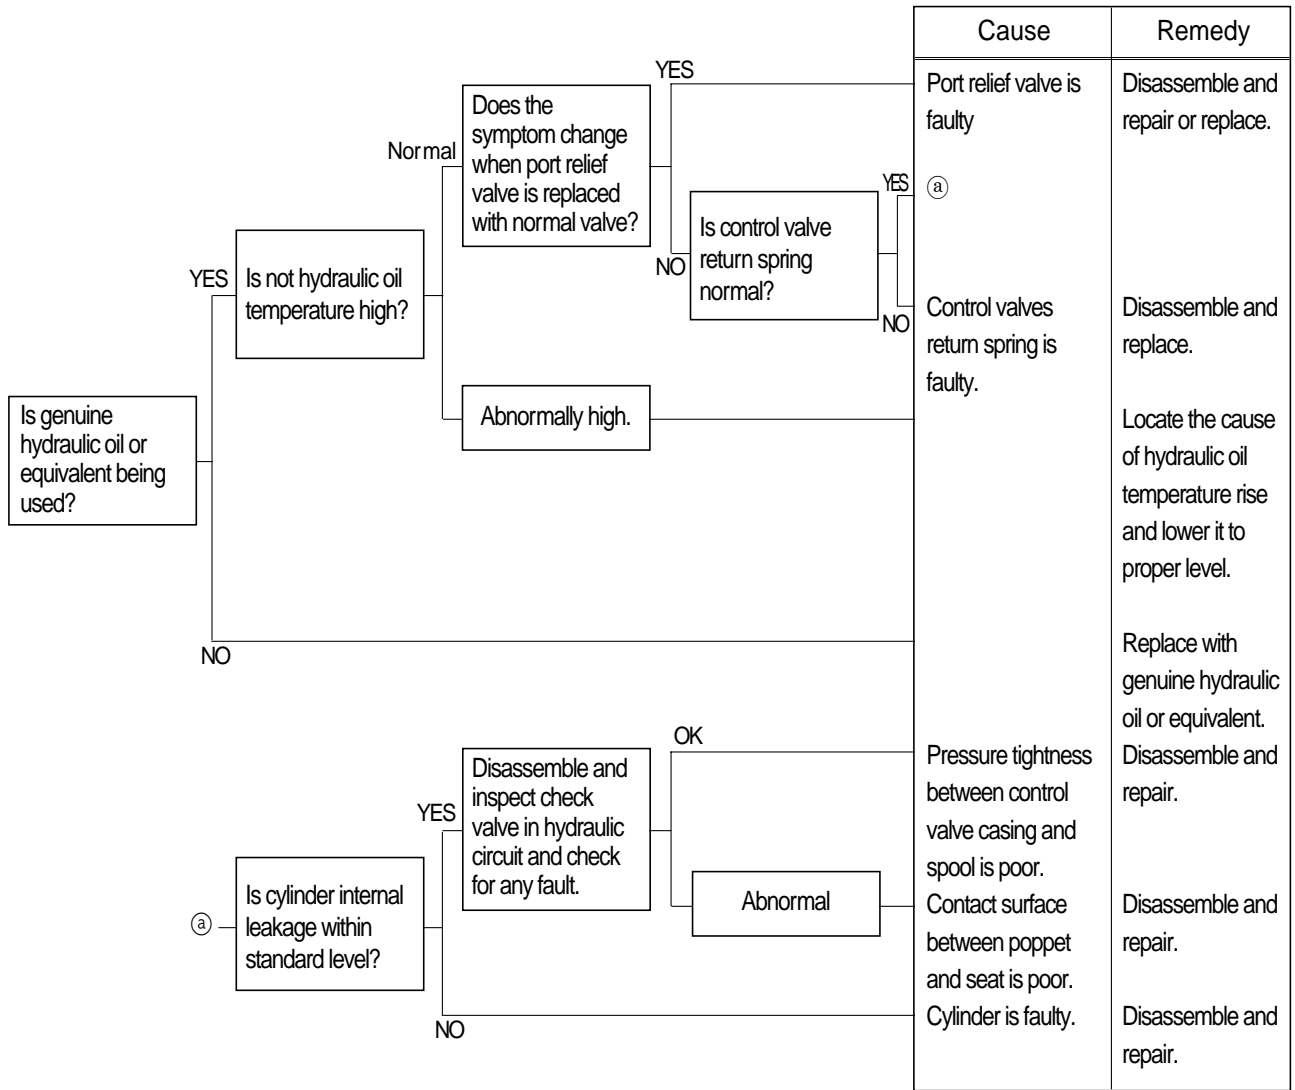 Cause
Remedy
YES
Port relief valve is
faulty
Disassemble and
repair or replace.
Does the
symptom change
when port relief
valve is replaced
with normal valve?
Normal
YES
ⓐ
Is control valve
return spring
normal?
NO
YES
Is not hydraulic oil
temperature high?
NO
Control valves
return spring is
faulty.
Disassemble and
replace.
Abnormally high.
Is genuine
hydraulic oil or
equivalent being
used?
Locate the cause
of hydraulic oil
temperature rise
and lower it to
proper level.
NO
Replace with
genuine hydraulic
oil or equivalent.
OK
Pressure tightness
between control
valve casing and
spool is poor.
Disassemble and
repair.
Disassemble and
inspect check
valve in hydraulic
circuit and check
for any fault.
YES
ⓐ
Is cylinder internal
leakage within
standard level?
Abnormal
Contact surface
between poppet
and seat is poor.
Disassemble and
repair.
NO
Cylinder is faulty.
Disassemble and
repair.